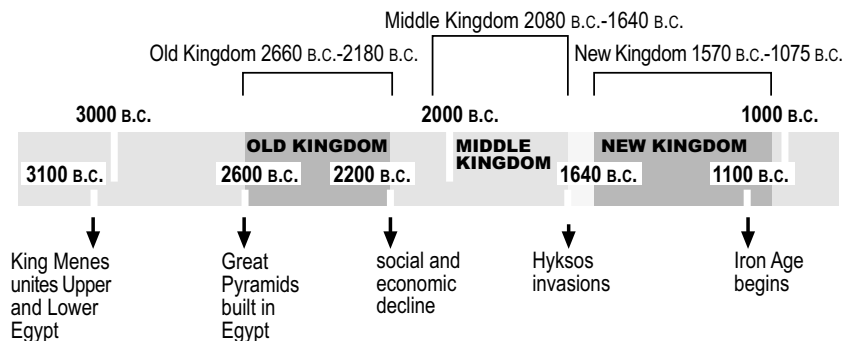 Middle Kingdom 2080 B.C.-1640 B.C.
Old Kingdom 2660 B.C.-2180 B.C.
New Kingdom 1570 B.C.-1075 B.C.
3000 B.C.
2000 B.C.
1000 B.C.
OLD KINGDOM
MIDDLE
KINGDOM
NEW KINGDOM
3100 B.C.
2600 B.C.
2200 B.C.
1640 B.C.
1100 B.C.
King Menes
unites Upper
and Lower
Egypt
Great
Pyramids
built in
Egypt
social and
economic
decline
Hyksos
invasions
Iron Age
begins